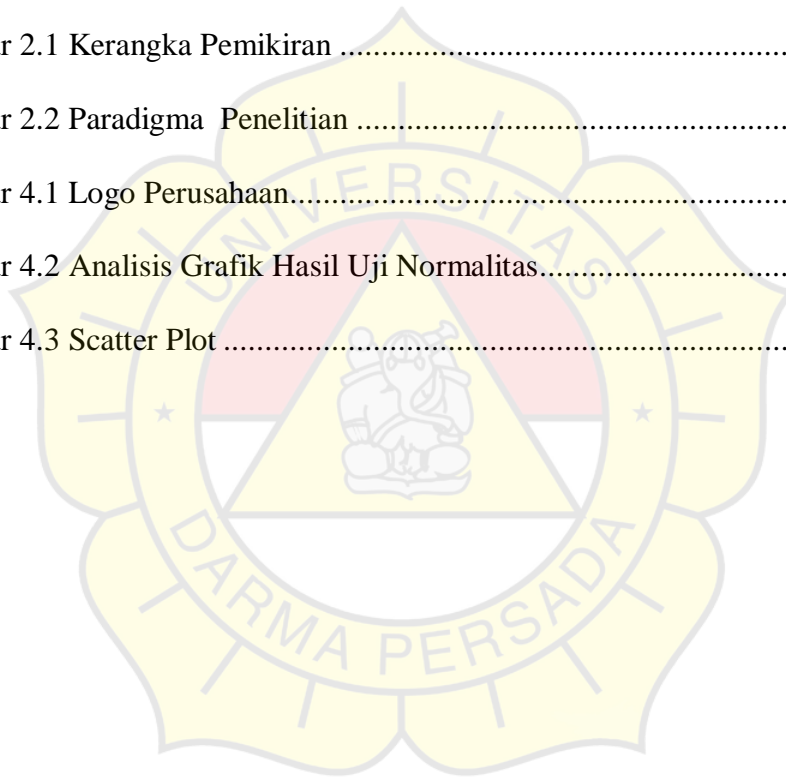 r 2.1 Kerangka Pemikiran ......................................................
r 2.2 Paradigma  Penelitian ....................................................
r 4.1 Logo Perusahaan............................................................
r 4.2 Analisis Grafik Hasil Uji Normalitas..............................
r 4.3 Scatter Plot ....................................................................
UNIVERSITAS
DARMA PERSADA